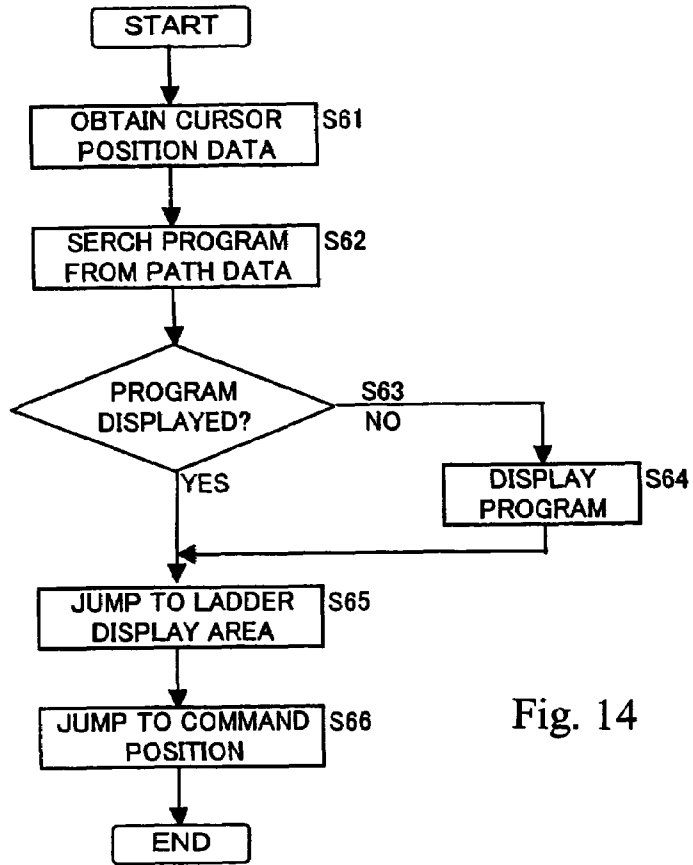 START
OBTAIN CURSOR
POSITION DATA
S61
SERCH PROGRAM
FROM PATH DATA
S62
PROGRAM
DISPLAYED?
S63
NO
YES
DISPLAY
PROGRAM
S64
JUMP TO LADDER
DISPLAY AREA
S65
JUMP TO COMMAND
POSITION
S66
Fig. 14
END